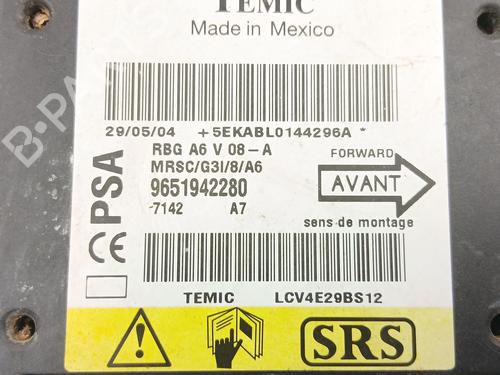 TEMIC
Made in Mexico
29/05/04 +5EKABL0144296A *
RBG A6 V 08-A
MRSC/G3I/8/A6
9651942280
-7142 A7
PSA
CE
FORWARD
AVANT
sens de montage
TEMIC LCV4E29BS12
SRS
B-PARTS